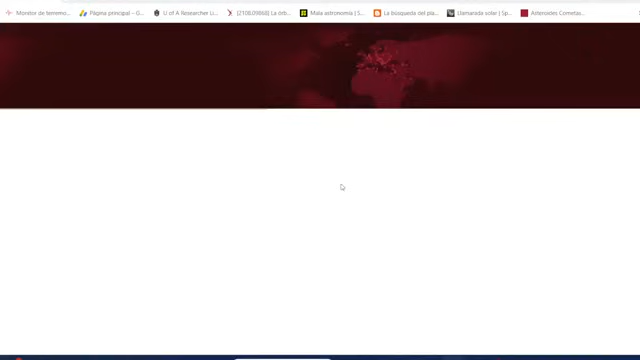 Monitor de terremo... Página principal – G... U of A Researcher Li... [2108.09868] La órb... Mala astronomía | S... La búsqueda del pla... Llamarada solar | Sp... Asteroides Cometas...